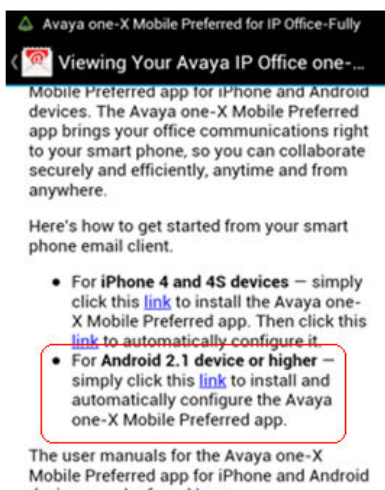 Avaya one-X Mobile Preferred for IP Office-Fully
Viewing Your Avaya IP Office one-...
Mobile Preferred app for iPhone and Android
devices. The Avaya one-X Mobile Preferred
app brings your office communications right
to your smart phone, so you can collaborate
securely and efficiently, anytime and from
anywhere.
Here's how to get started from your smart
phone email client.
• For iPhone 4 and 4S devices — simply
click this link to install the Avaya one-
X Mobile Preferred app. Then click this
link to automatically configure it.
• For Android 2.1 device or higher —
simply click this link to install and
automatically configure the Avaya
one-X Mobile Preferred app.
The user manuals for the Avaya one-X
Mobile Preferred app for iPhone and Android